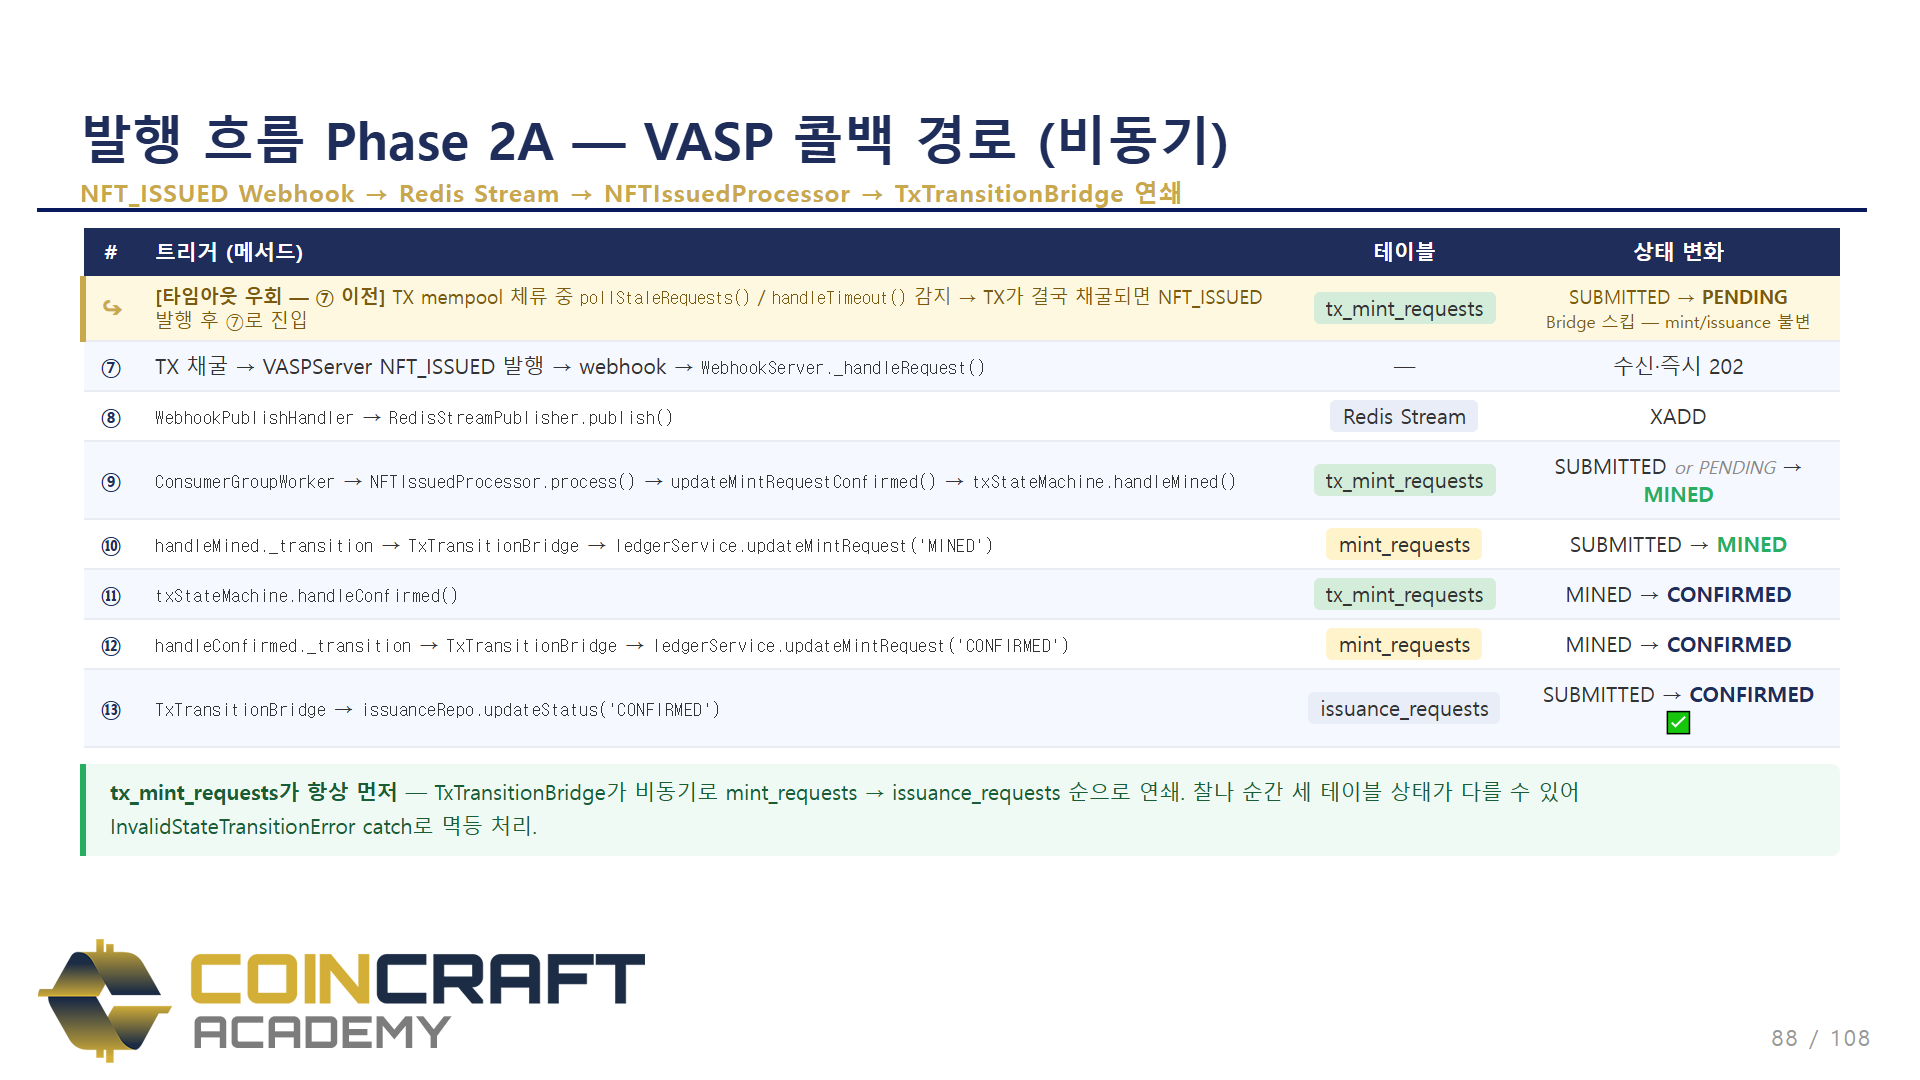 발행 흐름 Phase 2A — VASP 콜백 경로 (비동기)
NFT_ISSUED Webhook → Redis Stream → NFTIssuedProcessor → TxTransitionBridge 연쇄
# 트리거 (메서드) 테이블 상태 변화
↪ [타임아웃 우회 — ⑦ 이전] TX mempool 체류 중 pollStaleRequests() / handleTimeout() 감지 → TX가 결국 채굴되면 NFT_ISSUED
발행 후 ⑦로 진입
tx_mint_requests
SUBMITTED → PENDING
Bridge 스킵 — mint/issuance 불변
⑦ TX 채굴 → VASPServer NFT_ISSUED 발행 → webhook → WebhookServer._handleRequest() — 수신·즉시 202
⑧ WebhookPublishHandler → RedisStreamPublisher.publish() Redis Stream XADD
⑨ ConsumerGroupWorker → NFTIssuedProcessor.process() → updateMintRequestConfirmed() → txStateMachine.handleMined() tx_mint_requests SUBMITTED or PENDING →
MINED
⑩ handleMined._transition → TxTransitionBridge → ledgerService.updateMintRequest('MINED') mint_requests SUBMITTED → MINED
⑪ txStateMachine.handleConfirmed() tx_mint_requests MINED → CONFIRMED
⑫ handleConfirmed._transition → TxTransitionBridge → ledgerService.updateMintRequest('CONFIRMED') mint_requests MINED → CONFIRMED
⑬ TxTransitionBridge → issuanceRepo.updateStatus('CONFIRMED') issuance_requests SUBMITTED → CONFIRMED
✅
tx_mint_requests가 항상 먼저 — TxTransitionBridge가 비동기로 mint_requests → issuance_requests 순으로 연쇄. 찰나 순간 세 테이블 상태가 다를 수 있어
InvalidStateTransitionError catch로 멱등 처리.
COINCRAFT
ACADEMY
88 / 108